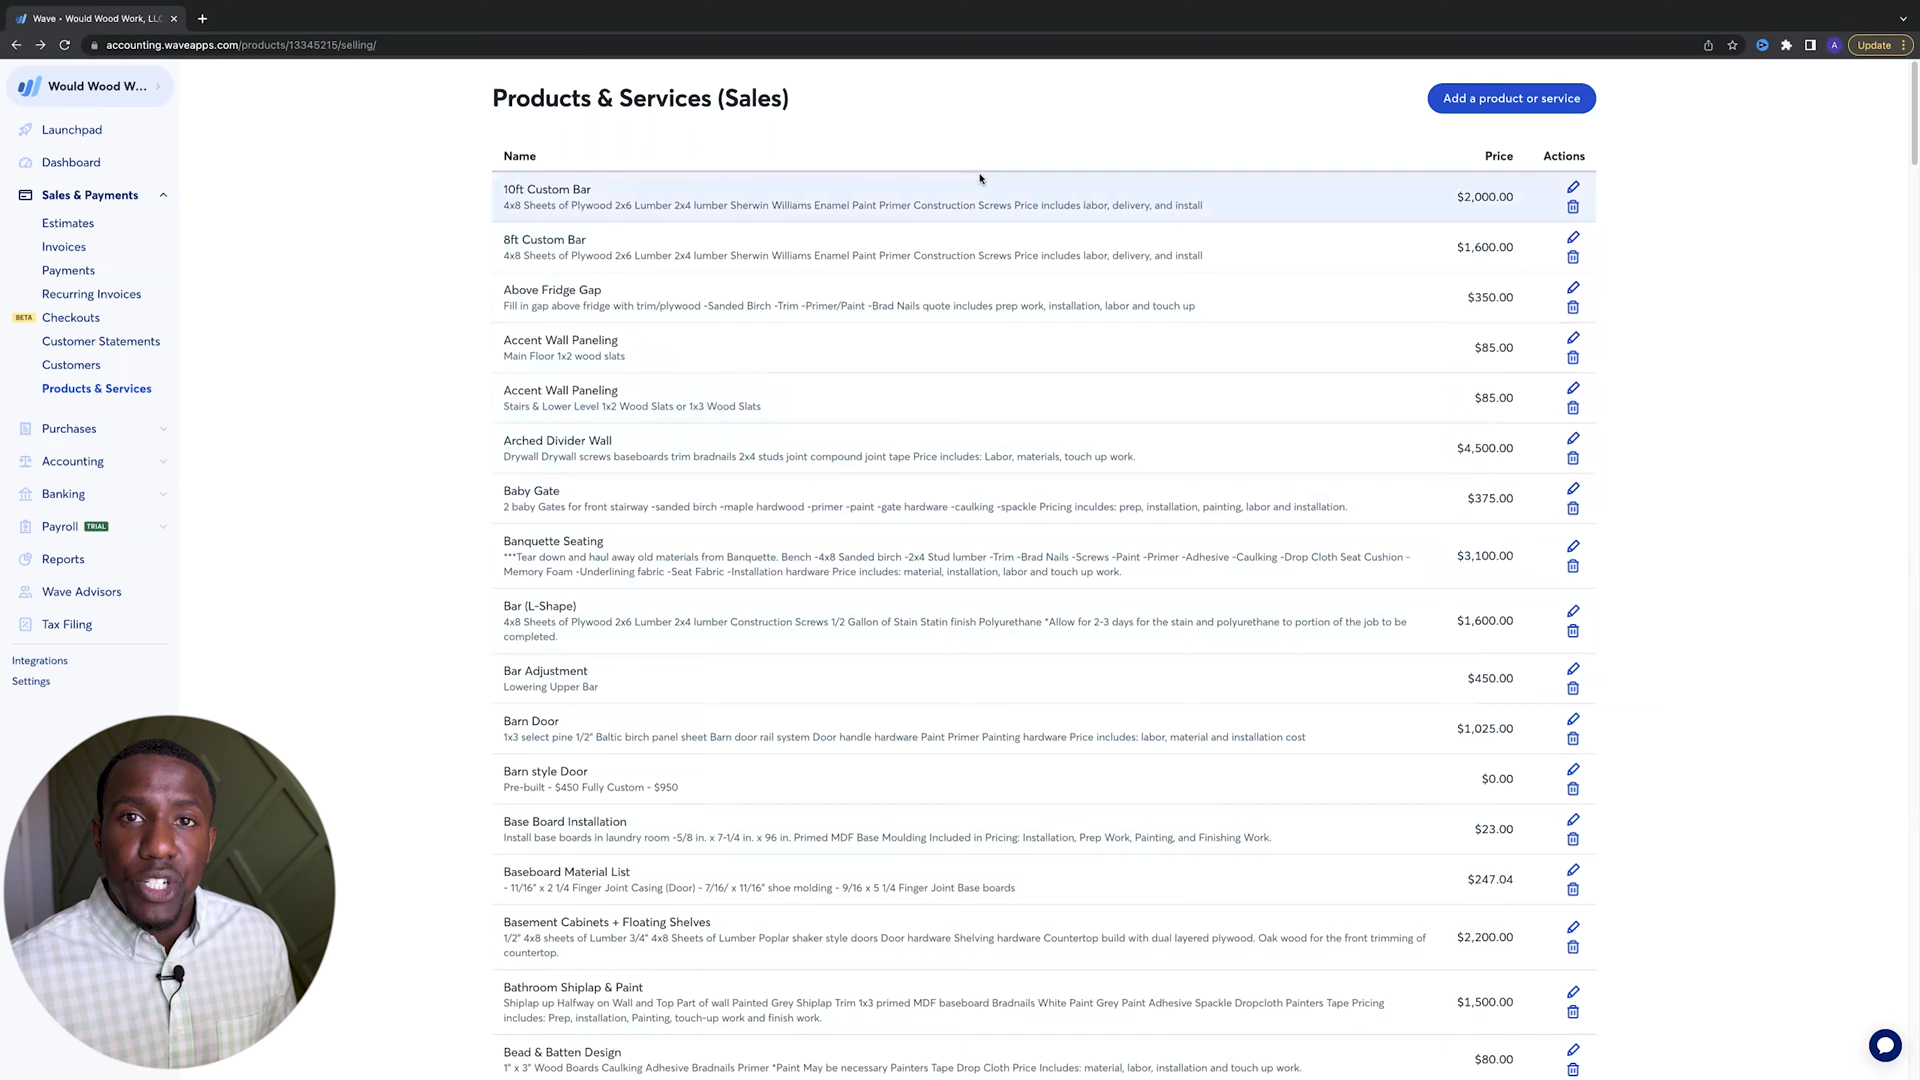 Wave • Would Wood Work, LLC
accounting.waveapps.com/products/13345215/selling/
A
Update
Would Wood W...
Launchpad
Dashboard
Sales & Payments
Estimates
Invoices
Payments
Recurring Invoices
BETA Checkouts
Customer Statements
Customers
Products & Services
Purchases
Accounting
Banking
Payroll TRIAL
Reports
Wave Advisors
Tax Filing
Integrations
Settings
Products & Services (Sales)
Add a product or service
Name Price Actions
10ft Custom Bar
4x8 Sheets of Plywood 2x6 Lumber 2x4 lumber Sherwin Williams Enamel Paint Primer Construction Screws Price includes labor, delivery, and install
$2,000.00
8ft Custom Bar
4x8 Sheets of Plywood 2x6 Lumber 2x4 lumber Sherwin Williams Enamel Paint Primer Construction Screws Price includes labor, delivery, and install
$1,600.00
Above Fridge Gap
Fill in gap above fridge with trim/plywood -Sanded Birch -Trim -Primer/Paint -Brad Nails quote includes prep work, installation, labor and touch up
$350.00
Accent Wall Paneling
Main Floor 1x2 wood slats
$85.00
Accent Wall Paneling
Stairs & Lower Level 1x2 Wood Slats or 1x3 Wood Slats
$85.00
Arched Divider Wall
Drywall Drywall screws baseboards trim bradnails 2x4 studs joint compound joint tape Price includes: Labor, materials, touch up work.
$4,500.00
Baby Gate
2 baby Gates for front stairway -sanded birch -maple hardwood -primer -paint -gate hardware -caulking -spackle Pricing incluldes: prep, installation, painting, labor and installation.
$375.00
Banquette Seating
***Tear down and haul away old materials from Banquette. Bench -4x8 Sanded birch -2x4 Stud lumber -Trim -Brad Nails -Screws -Paint -Primer -Adhesive -Caulking -Drop Cloth Seat Cushion -
Memory Foam -Underlining fabric -Seat Fabric -Installation hardware Price includes: material, installation, labor and touch up work.
$3,100.00
Bar (L-Shape)
4x8 Sheets of Plywood 2x6 Lumber 2x4 lumber Construction Screws 1/2 Gallon of Stain Statin finish Polyurethane *Allow for 2-3 days for the stain and polyurethane to portion of the job to be
completed.
$1,600.00
Bar Adjustment
Lowering Upper Bar
$450.00
Barn Door
1x3 select pine 1/2" Baltic birch panel sheet Barn door rail system Door handle hardware Paint Primer Painting hardware Price includes: labor, material and installation cost
$1,025.00
Barn style Door
Pre-built - $450 Fully Custom - $950
$0.00
Base Board Installation
Install base boards in laundry room -5/8 in. x 7-1/4 in. x 96 in. Primed MDF Base Moulding Included in Pricing: Installation, Prep Work, Painting, and Finishing Work.
$23.00
Baseboard Material List
- 11/16" x 2 1/4 Finger Joint Casing (Door) - 7/16/ x 11/16" shoe molding - 9/16 x 5 1/4 Finger Joint Base boards
$247.04
Basement Cabinets + Floating Shelves
1/2" 4x8 sheets of Lumber 3/4" 4x8 Sheets of Lumber Poplar shaker style doors Door hardware Shelving hardware Countertop build with dual layered plywood. Oak wood for the front trimming of
countertop.
$2,200.00
Bathroom Shiplap & Paint
Shiplap up Halfway on Wall and Top Part of wall Painted Grey Shiplap Trim 1x3 primed MDF baseboard Bradnails White Paint Grey Paint Adhesive Spackle Dropcloth Painters Tape Pricing
includes: Prep, installation, Painting, touch-up work and finish work.
$1,500.00
Bead & Batten Design
1" x 3" Wood Boards Caulking Adhesive Bradnails Primer *Paint May be necessary Painters Tape Drop Cloth Price Includes: material, labor, installation and touch up work.
$80.00